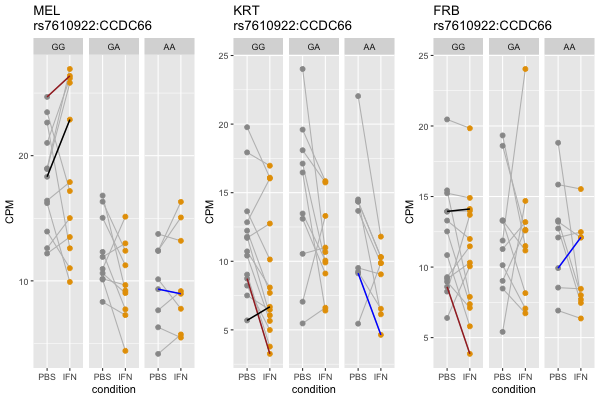 MEL
rs7610922:CCDC66
GG GA AA
CPM
20
10
PBS IFN PBS IFN PBS IFN
condition
KRT
rs7610922:CCDC66
GG GA AA
CPM
25
20
15
10
5
PBS IFN PBS IFN PBS IFN
condition
FRB
rs7610922:CCDC66
GG GA AA
CPM
25
20
15
10
5
PBS IFN PBS IFN PBS IFN
condition